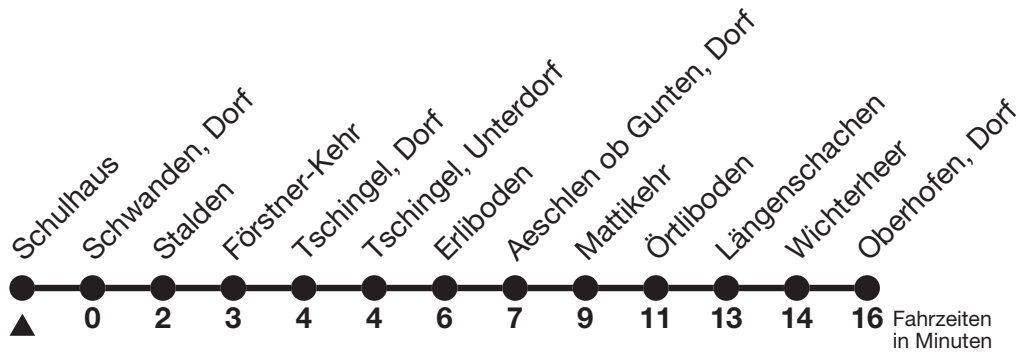 Schulhaus
Schwanden, Dorf
Stalden
Förstner-Kehr
Tschingel, Dorf
Tschingel, Unterdorf
Erliboden
Aeschlen ob Gunten, Dorf
Mattikehr
Örtliboden
Längenschachen
Wichterheer
Oberhofen, Dorf
0 2 3 4 4 6 7 9 11 13 14 16 Fahrzeiten
in Minuten